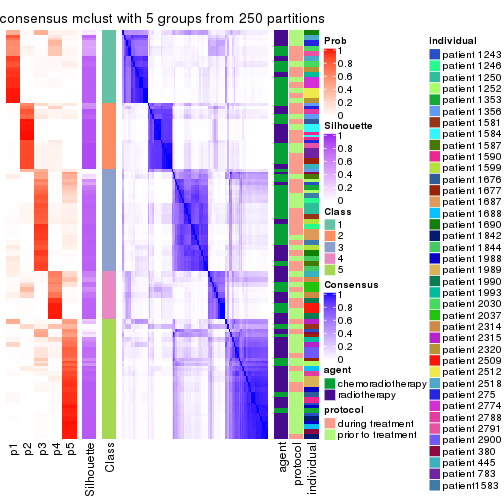 consensus mclust with 5 groups from 250 partitions
p1
p2
p3
p4
p5
Silhouette
Class
agent
protocol
individual
Prob
1
0.8
0.6
0.4
0.2
0
Silhouette
1
0.8
0.6
0.4
0.2
0
Class
1
2
3
4
5
Consensus
1
0.8
0.6
0.4
0.2
0
agent
chemoradiotherapy
radiotherapy
protocol
during treatment
prior to treatment
individual
patient 1243
patient 1246
patient 1250
patient 1252
patient 1353
patient 1356
patient 1581
patient 1584
patient 1587
patient 1590
patient 1599
patient 1676
patient 1677
patient 1687
patient 1688
patient 1690
patient 1842
patient 1844
patient 1988
patient 1989
patient 1990
patient 1993
patient 2030
patient 2037
patient 2314
patient 2315
patient 2320
patient 2509
patient 2512
patient 2518
patient 275
patient 2774
patient 2788
patient 2791
patient 2900
patient 380
patient 445
patient 783
patient1583